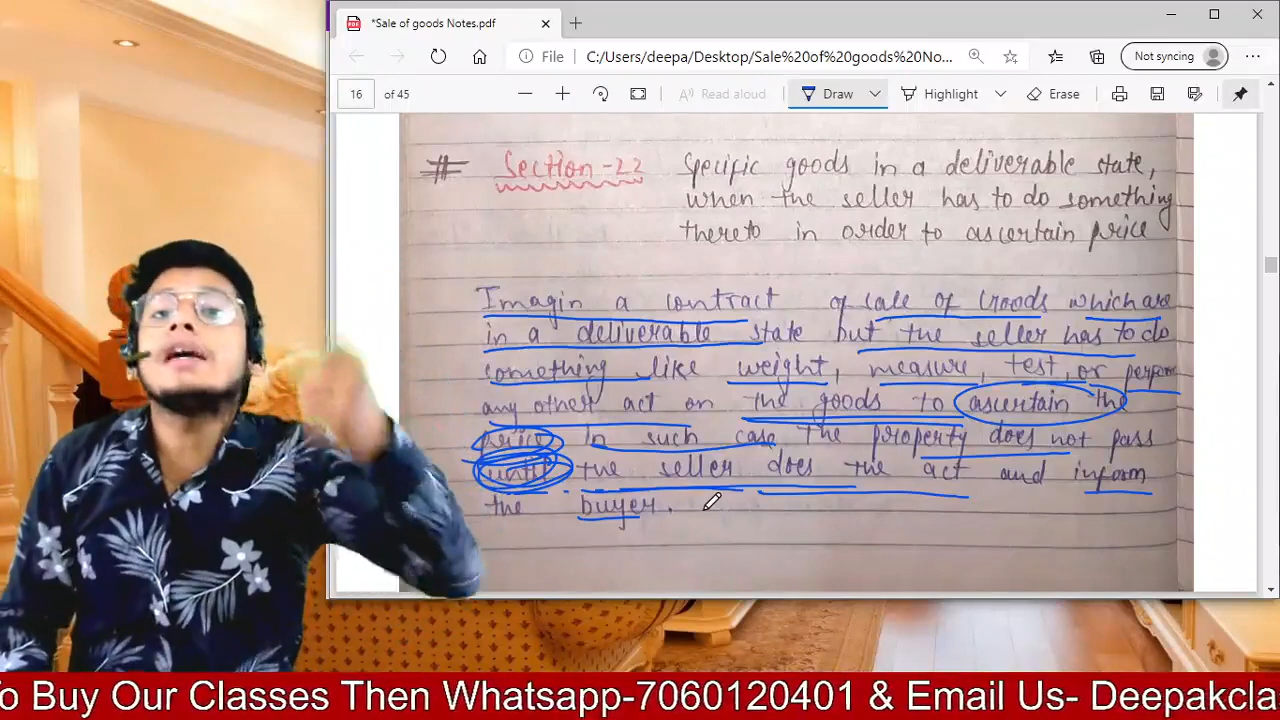 *Sale of goods Notes.pdf
File
C:/Users/deepa/Desktop/Sale%20of%20goods%20No...
Not syncing
16 of 45
Read aloud
Draw
Highlight
Erase
# Section-22 Specific goods in a deliverable state,
when the seller has to do something
thereto in order to ascertain price
Imagin a contract of sale of Goods which are
in a deliverable state but the seller has to do
something like weight, measure, test, or perform
any other act on the goods to ascertain the
price in such case the property does not pass
until the seller does the act and inform
the buyer.
To Buy Our Classes Then Whatsapp-7060120401 & Email Us- Deepakcla